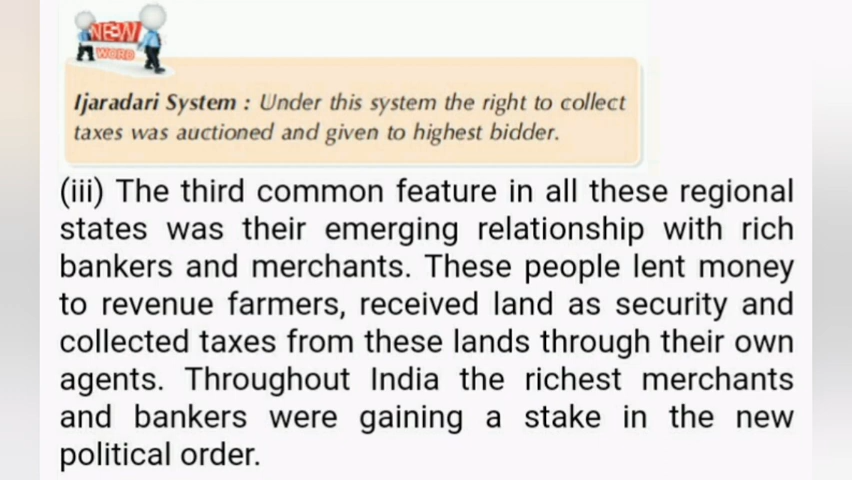 NEW
WORD
Ijaradari System : Under this system the right to collect
taxes was auctioned and given to highest bidder.
(iii) The third common feature in all these regional
states was their emerging relationship with rich
bankers and merchants. These people lent money
to revenue farmers, received land as security and
collected taxes from these lands through their own
agents. Throughout India the richest merchants
and bankers were gaining a stake in the new
political order.